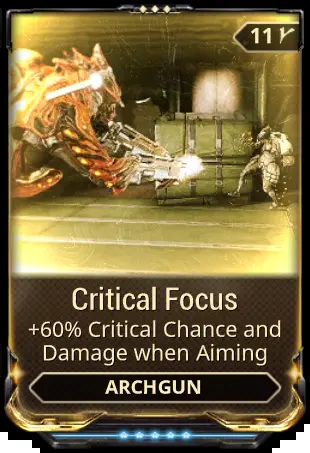 11
Critical Focus
+60% Critical Chance and
Damage when Aiming
ARCHGUN